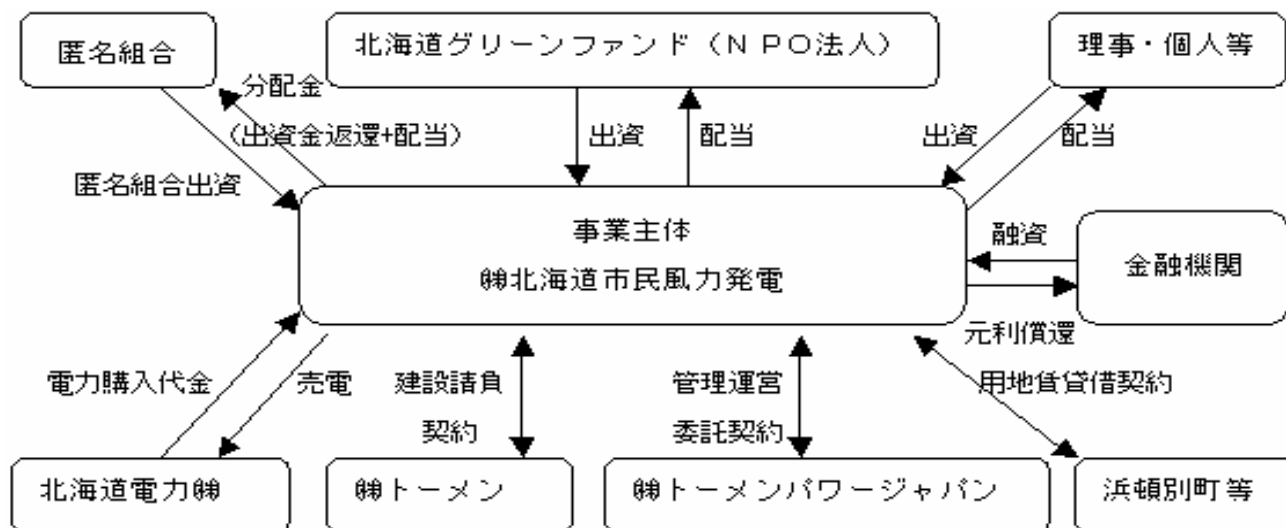 匿名組合
北海道グリーンファンド（ＮＰＯ法人）
理事・個人等
分配金
（出資金返還+配当）
出資
配当
出資
配当
匿名組合出資
事業主体
㈱北海道市民風力発電
融資
金融機関
元利償還
電力購入代金
売電
建設請負
契約
管理運営
委託契約
用地賃貸借契約
北海道電力㈱
㈱トーメン
㈱トーメンパワージャパン
浜頓別町等